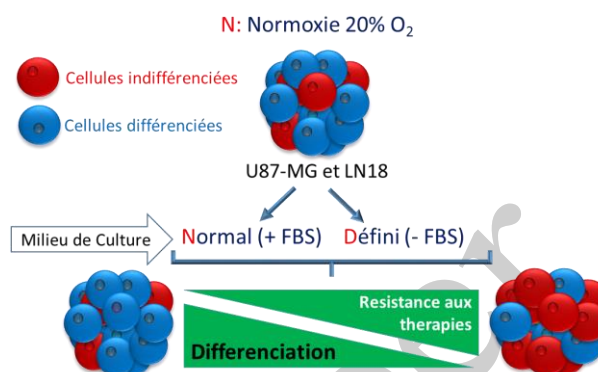 N: Normoxie 20% O₂
Cellules indifférenciées
Cellules différenciées
U87-MG et LN18
Milieu de Culture
Normal (+ FBS)
Défini (- FBS)
Resistance aux
therapies
Differenciation